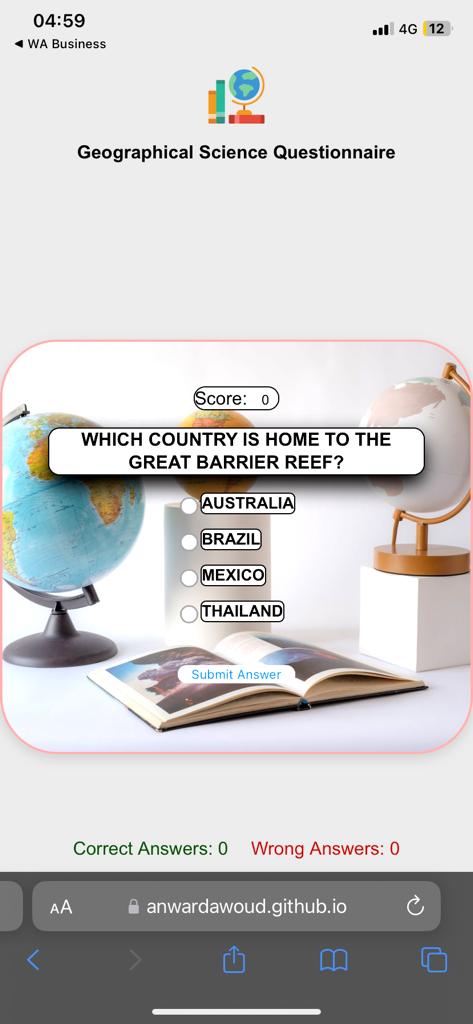 04:59
4G 12
◀ WA Business
Geographical Science Questionnaire
Score: 0
WHICH COUNTRY IS HOME TO THE
GREAT BARRIER REEF?
AUSTRALIA
BRAZIL
MEXICO
THAILAND
Submit Answer
Correct Answers: 0 Wrong Answers: 0
AA anwardawoud.github.io